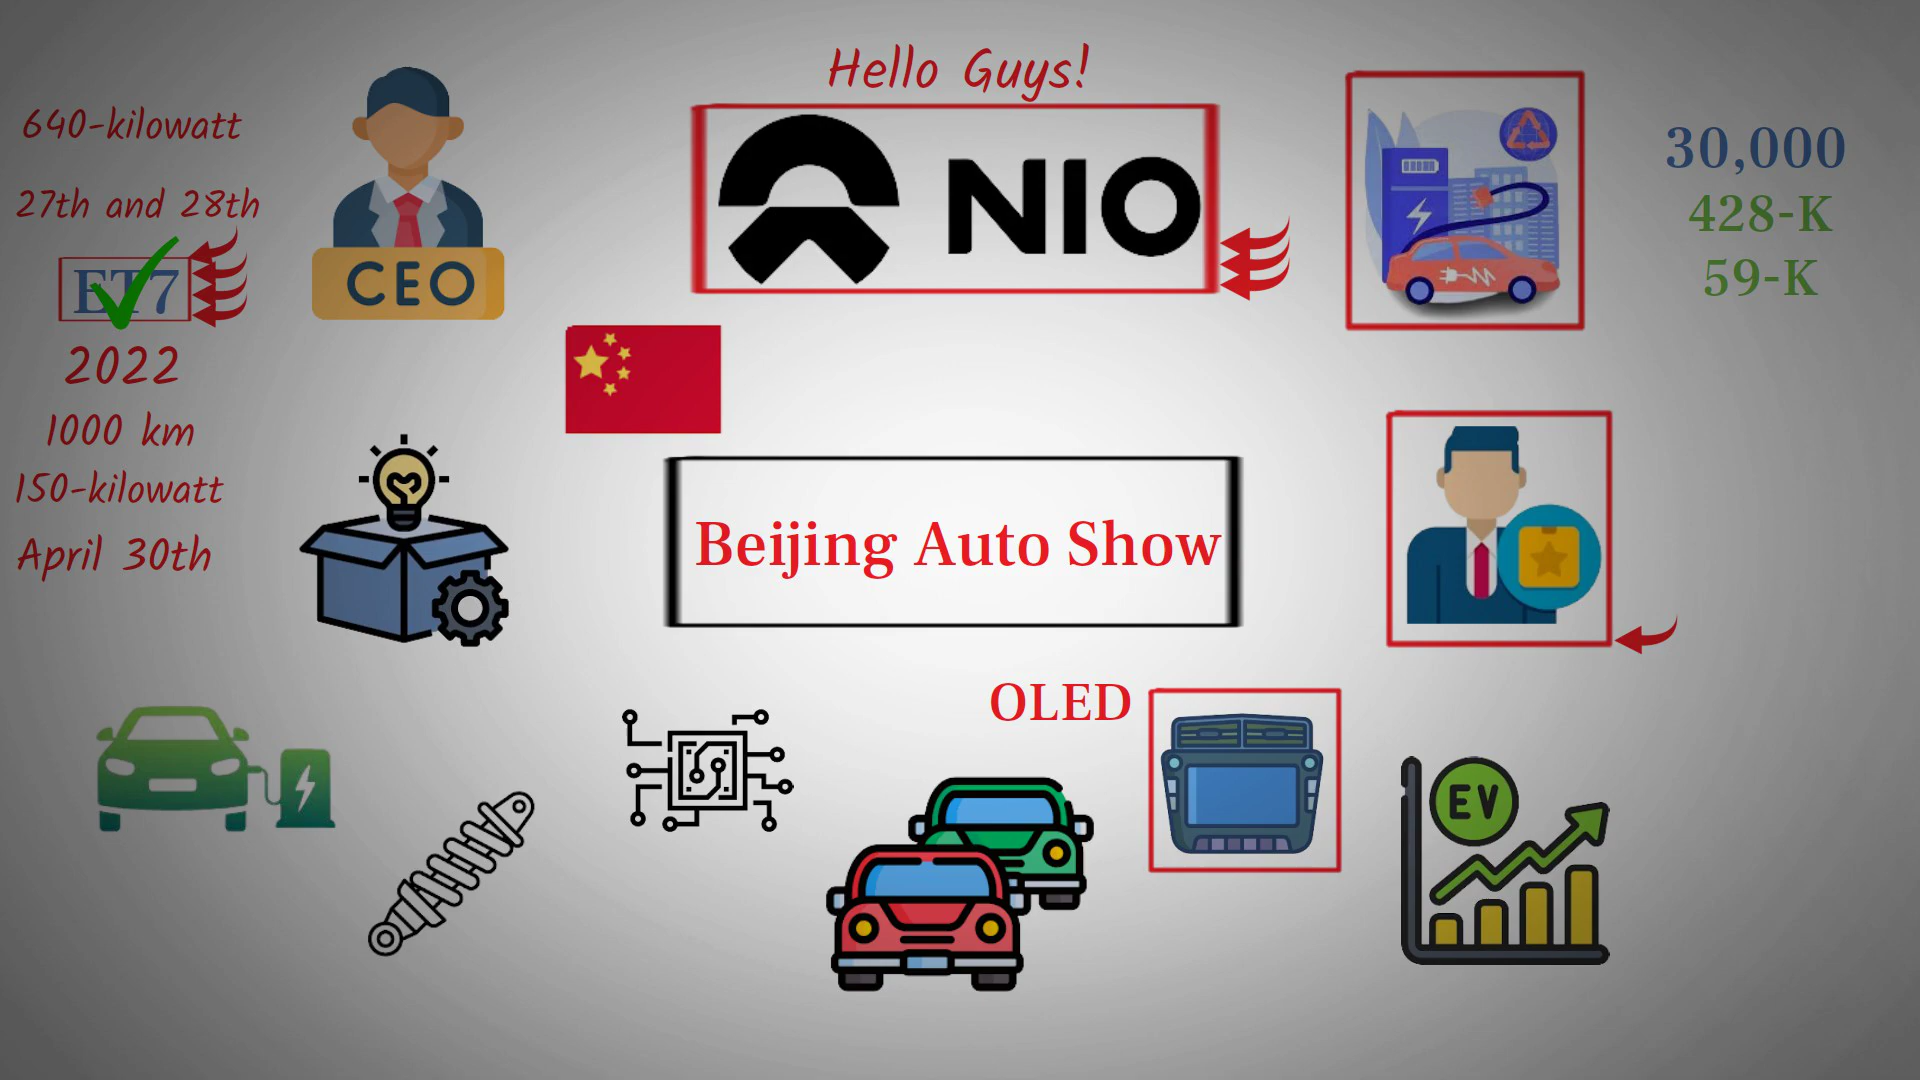 Hello Guys!
NIO
640-kilowatt
27th and 28th
ET7
2022
1000 km
150-kilowatt
April 30th
CEO
30,000
428-K
59-K
Beijing Auto Show
OLED
EV